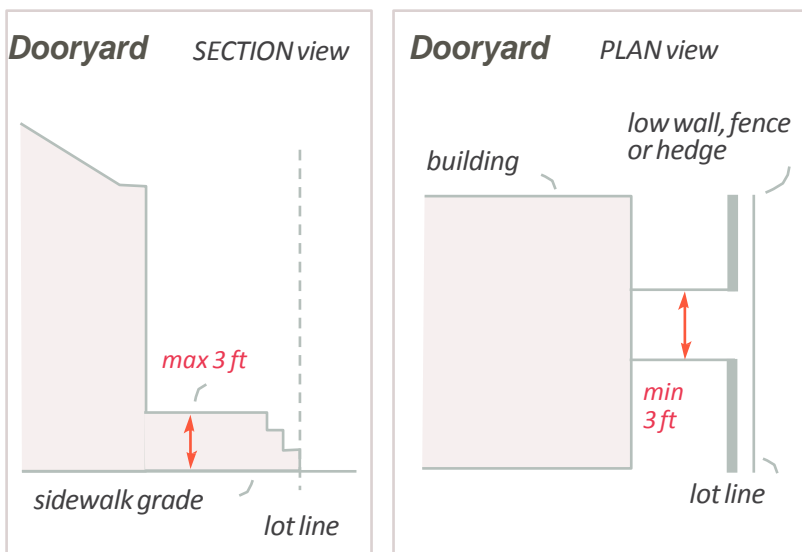 Dooryard SECTION view
max 3 ft
sidewalk grade
lot line
Dooryard PLAN view
low wall, fence
or hedge
building
min
3 ft
lot line